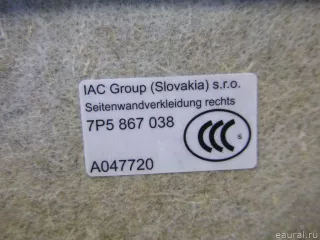 IAC Group (Slovakia) s.r.o.
Seitenwandverkleidung rechts
7P5 867 038
CCC S
A047720
eaural.ru